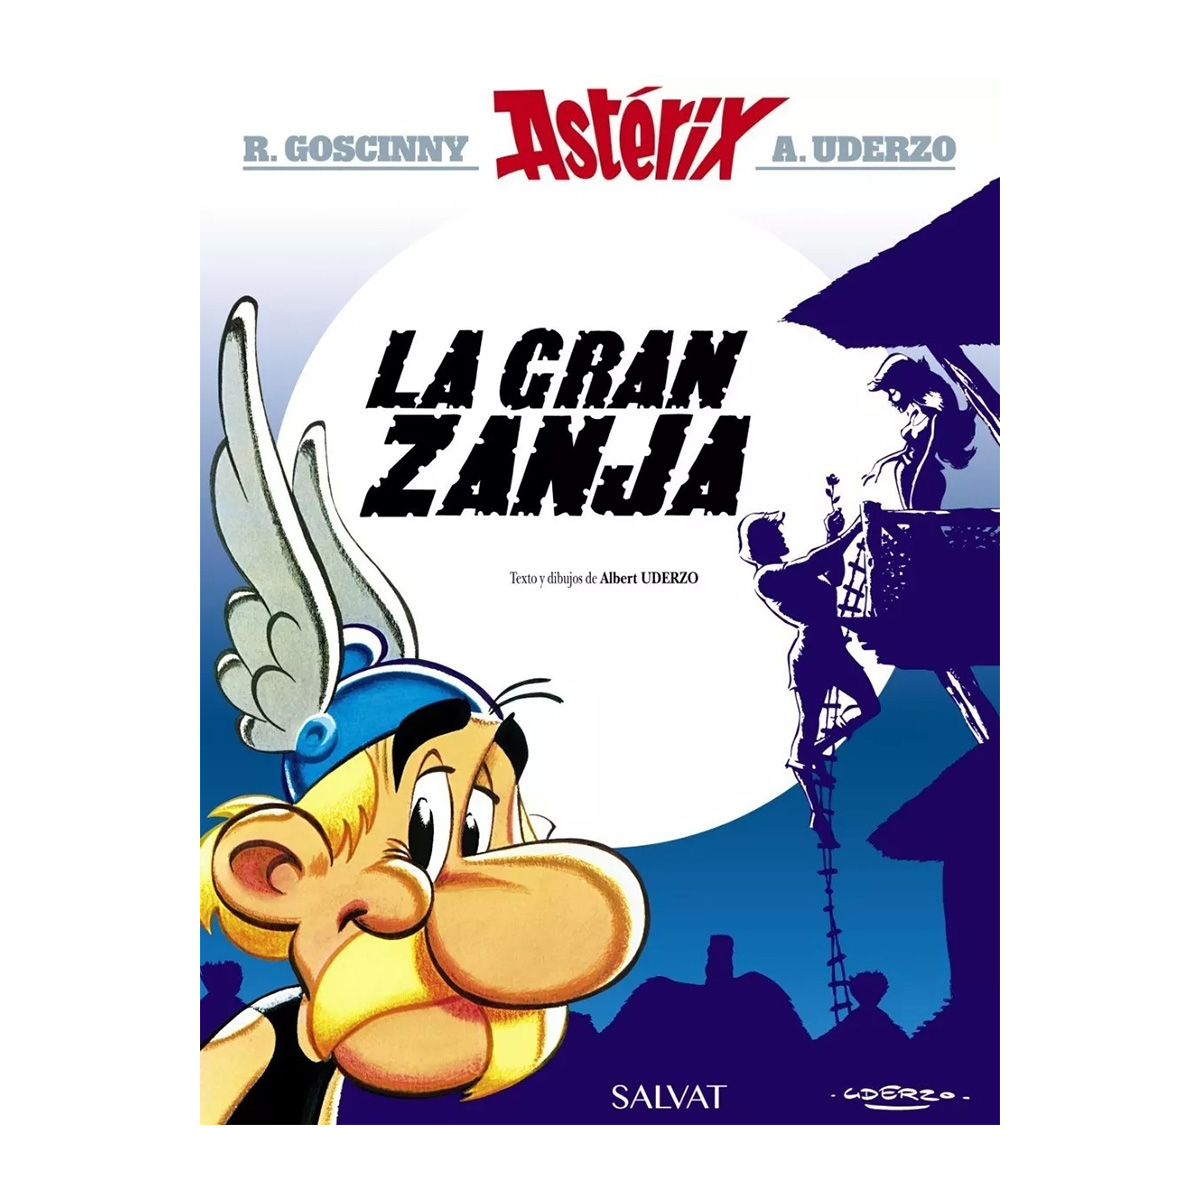 R. GOSCINNY Astérix A. UDERZO
LA GRAN
ZANJA
Texto y dibujos de Albert UDERZO
SALVAT
- UDERZO -